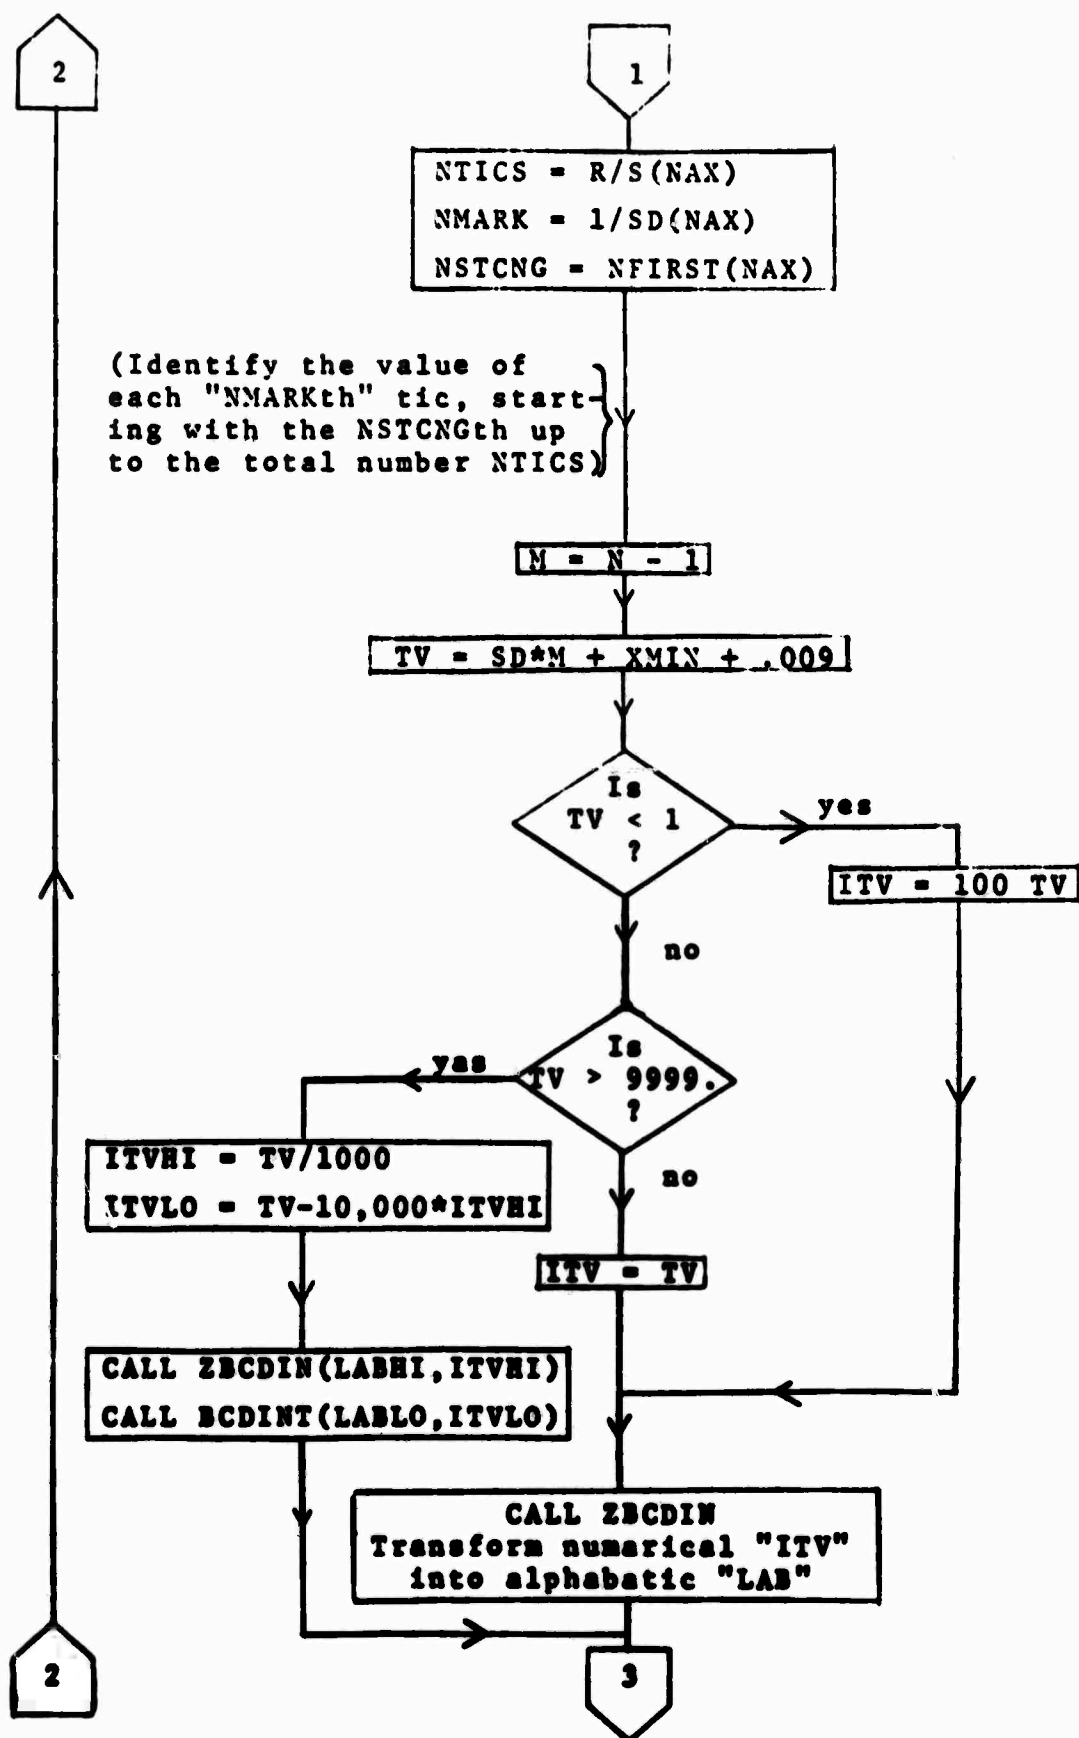 2
1
NTICS = R/S(NAX)
NMARK = 1/SD(NAX)
NSTCNG = NFIRST(NAX)
(Identify the value of
each "NMARKth" tic, start-
ing with the NSTCNGth up
to the total number NTICS)
M = N - 1
TV = SD*M + XMIN + .009
Is
TV < 1
?
yes
ITV = 100 TV
no
Is
TV > 9999.
?
yas
ITVHI = TV/1000
ITVLO = TV-10,000*ITVHI
no
ITV = TV
CALL ZBCDIN(LABHI,ITVHI)
CALL BCDINT(LABLO,ITVLO)
CALL ZBCDIN
Transform numarical "ITV"
into alphabatic "LAB"
2
3